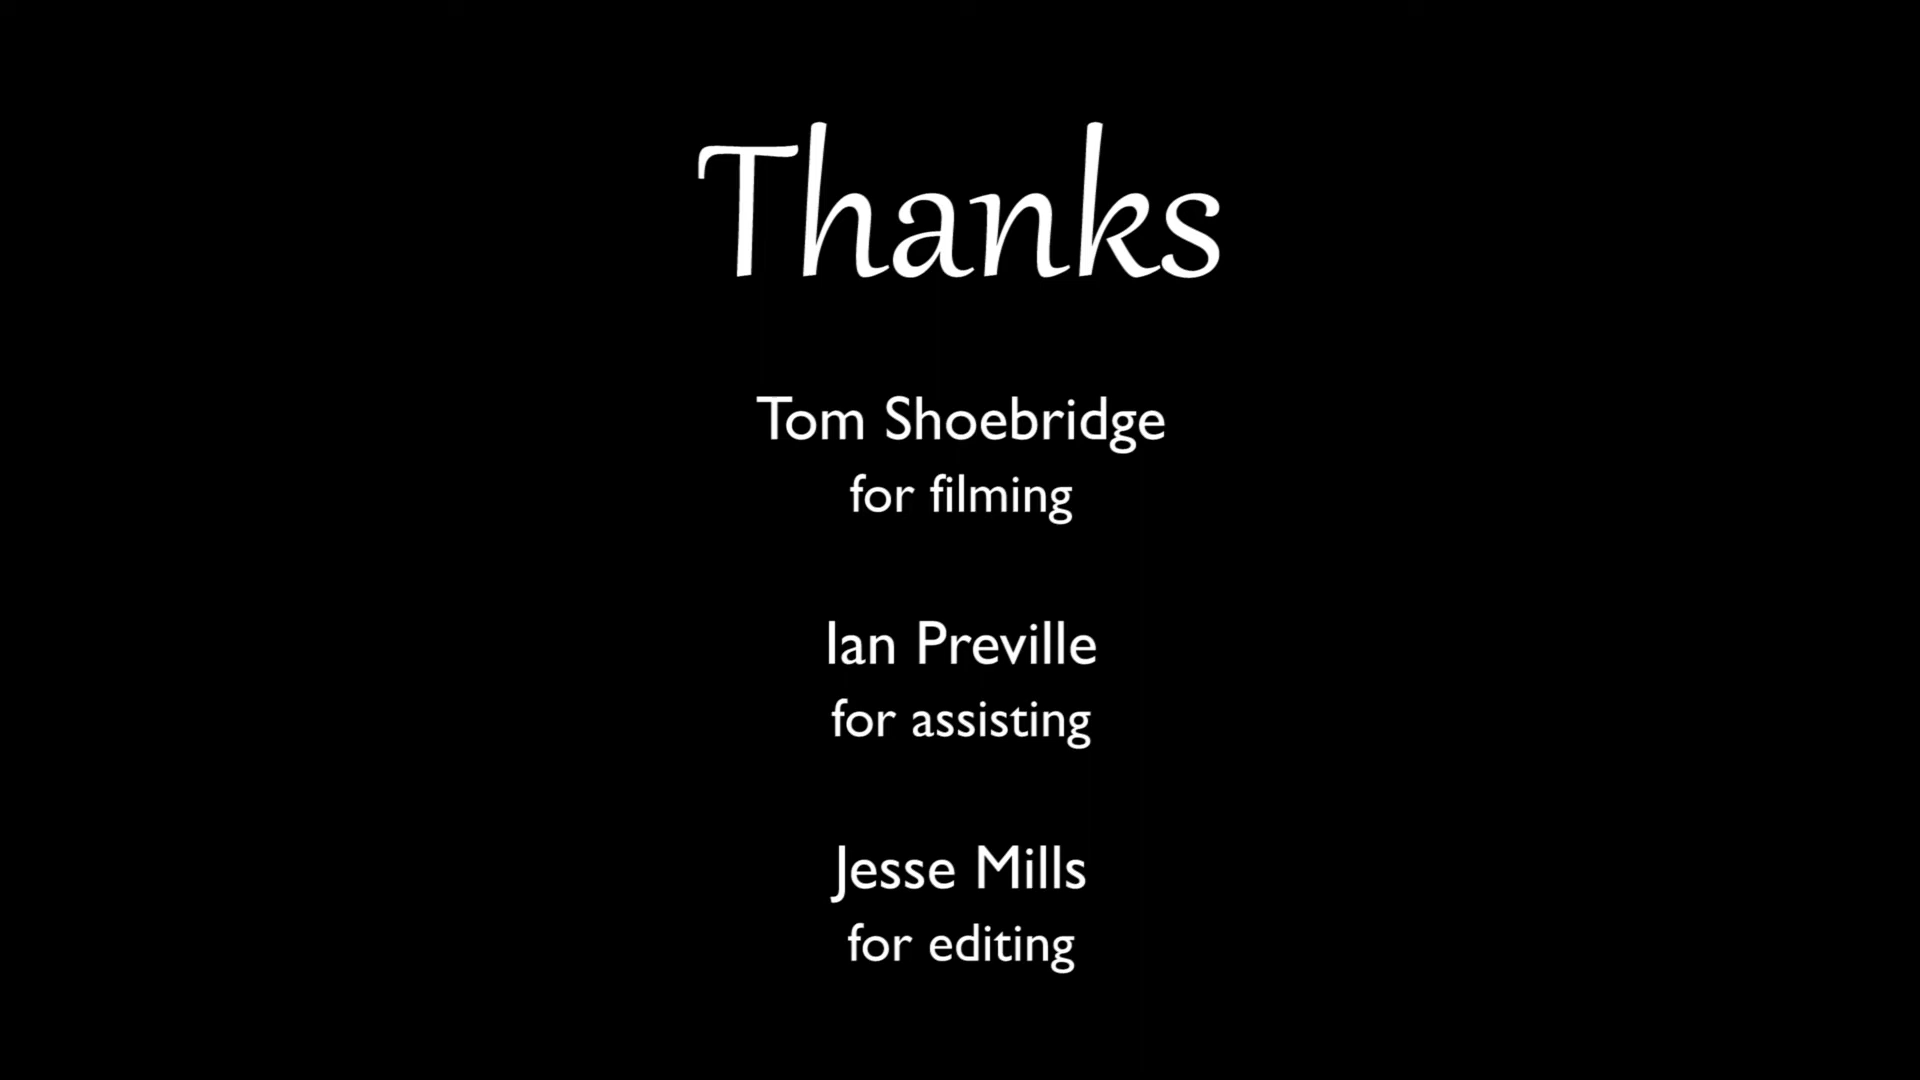 Thanks
Tom Shoebridge
for filming
Ian Preville
for assisting
Jesse Mills
for editing